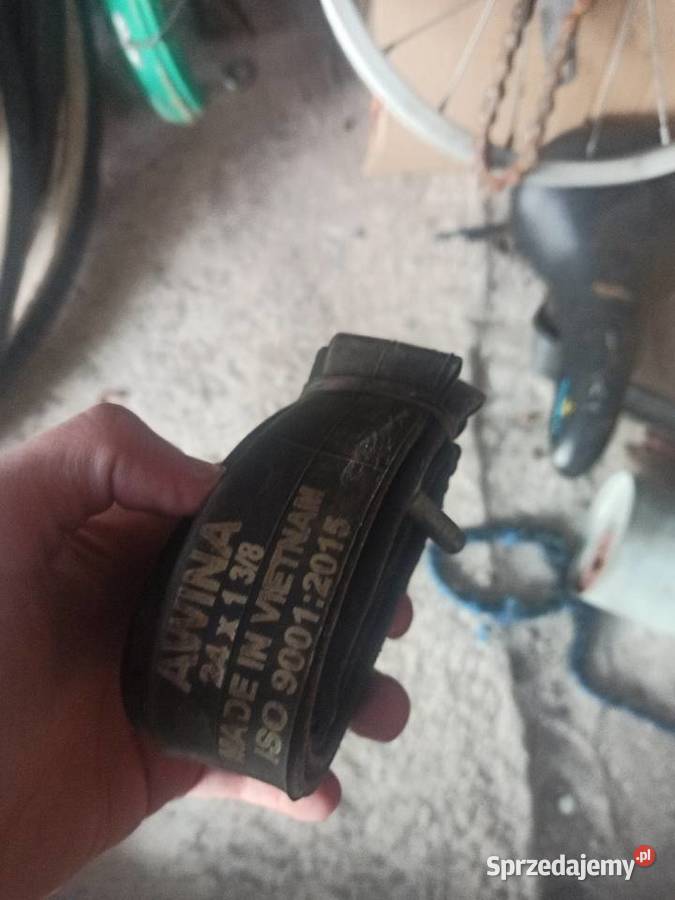 AWINA
24 x 1 3/8
MADE IN VIETNAM
ISO 9001:2015
Sprzedajemy.pl